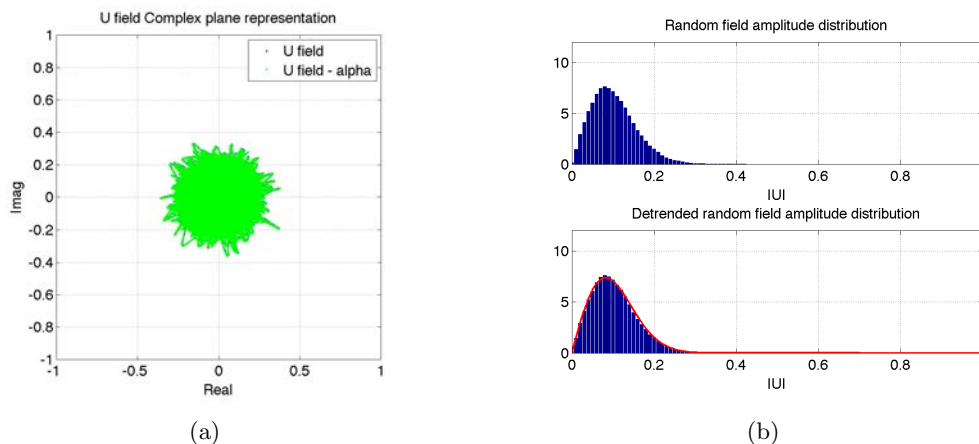 U field Complex plane representation
U field
U field - alpha
1
0.8
0.6
0.4
0.2
0
-0.2
-0.4
-0.6
-0.8
-1
Imag
-1
-0.5
0
0.5
1
Real
(a)
Random field amplitude distribution
10
5
0
0
0.2
0.4
0.6
0.8
|U|
Detrended random field amplitude distribution
10
5
0
0
0.2
0.4
0.6
0.8
|U|
(b)